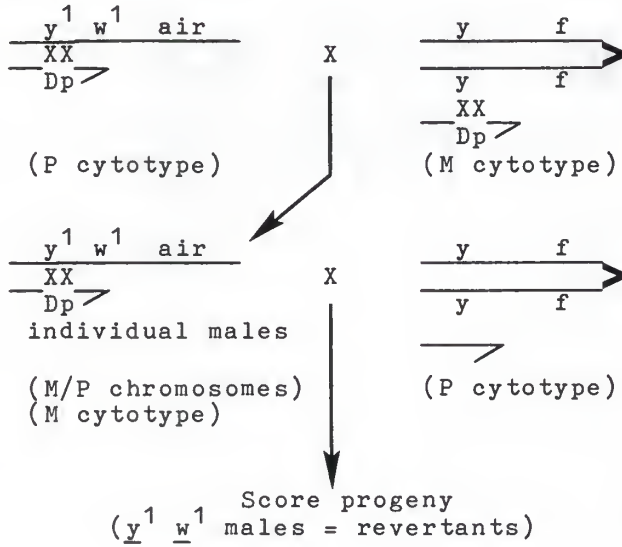 y¹ w¹ air
y f
XX
Dp
X
y f
XX
Dp
(P cytotype)
(M cytotype)
y¹ w¹ air
y f
XX
Dp
X
y f
individual males
(M/P chromosomes)
(M cytotype)
(P cytotype)
Score progeny
(y¹ w¹ males = revertants)